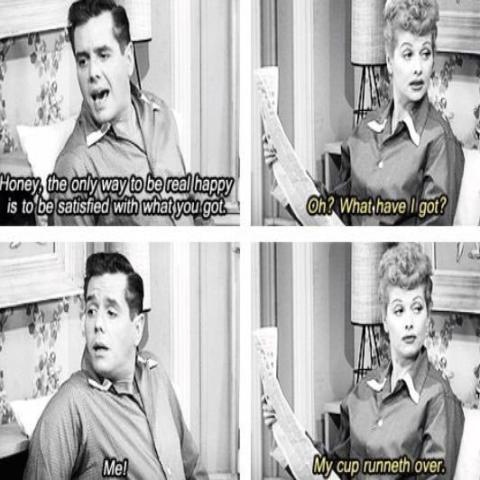 Honey, the only way to be real happy
is to be satisfied with what you got.
Oh? What have I got?
Me!
My cup runneth over.